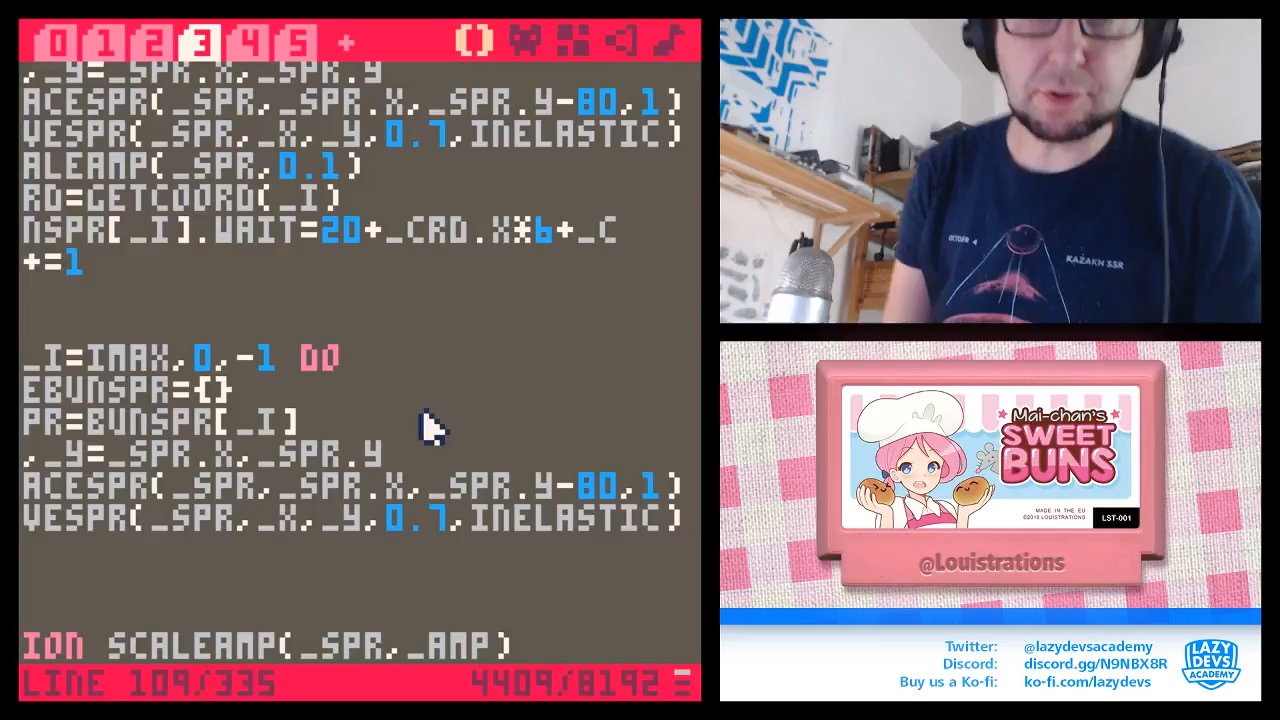 0 1 2 3 4 5 +
,_Y=_SPR.X,_SPR.Y
ACESPR(_SPR,_SPR.X,_SPR.Y-80,1)
VESPR(_SPR,_X,_Y,0.7,INELASTIC)
ALEAMP(_SPR,0.1)
RD=GETCOORD(_I)
NSPR[_I].WAIT=20+_CRD.X*6+_C
+=1
_I=IMAX,0,-1 DO
EBUNSPR={}
PR=BUNSPR[_I]
,_Y=_SPR.X,_SPR.Y
ACESPR(_SPR,_SPR.X,_SPR.Y-80,1)
VESPR(_SPR,_X,_Y,0.7,INELASTIC)
ION SCALEAMP(_SPR,_AMP)
LINE 109/335 4409/8192
OCTOBER 4
KAZAKH SSR
Mai-chan's
SWEET
BUNS
MADE IN THE EU
©2019 LOUISTRATIONS
LST-001
@Louistrations
Twitter: @lazydevsacademy
Discord: discord.gg/N9NBX8R
Buy us a Ko-fi: ko-fi.com/lazydevs
LAZY
DEVS
ACADEMY